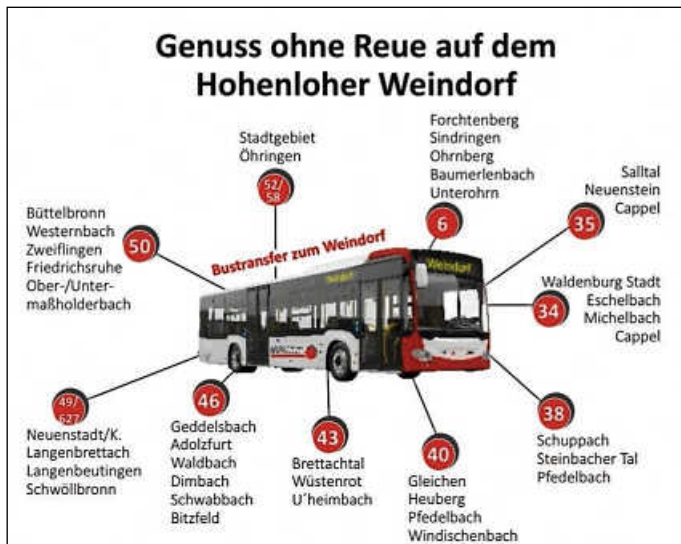 Genuss ohne Reue auf dem
Hohenloher Weindorf
Stadtgebiet
Öhringen
52/
58
Forchtenberg
Sindringen
Ohrnberg
Baumerlenbach
Unterohrn
6
Salltal
Neuenstein
Cappel
35
Büttelbronn
Westernbach
Zweiflingen
Friedrichsruhe
Ober-/Unter-
maßholderbach
50
Bustransfer zum Weindorf
Weindorf
Waldenburg Stadt
Eschelbach
Michelbach
Cappel
34
49/
627
Neuenstadt/K.
Langenbrettach
Langenbeutingen
Schwöllbronn
46
Geddelsbach
Adolzfurt
Waldbach
Dimbach
Schwabbach
Bitzfeld
43
Brettachtal
Wüstenrot
U´heimbach
40
Gleichen
Heuberg
Pfedelbach
Windischenbach
38
Schuppach
Steinbacher Tal
Pfedelbach